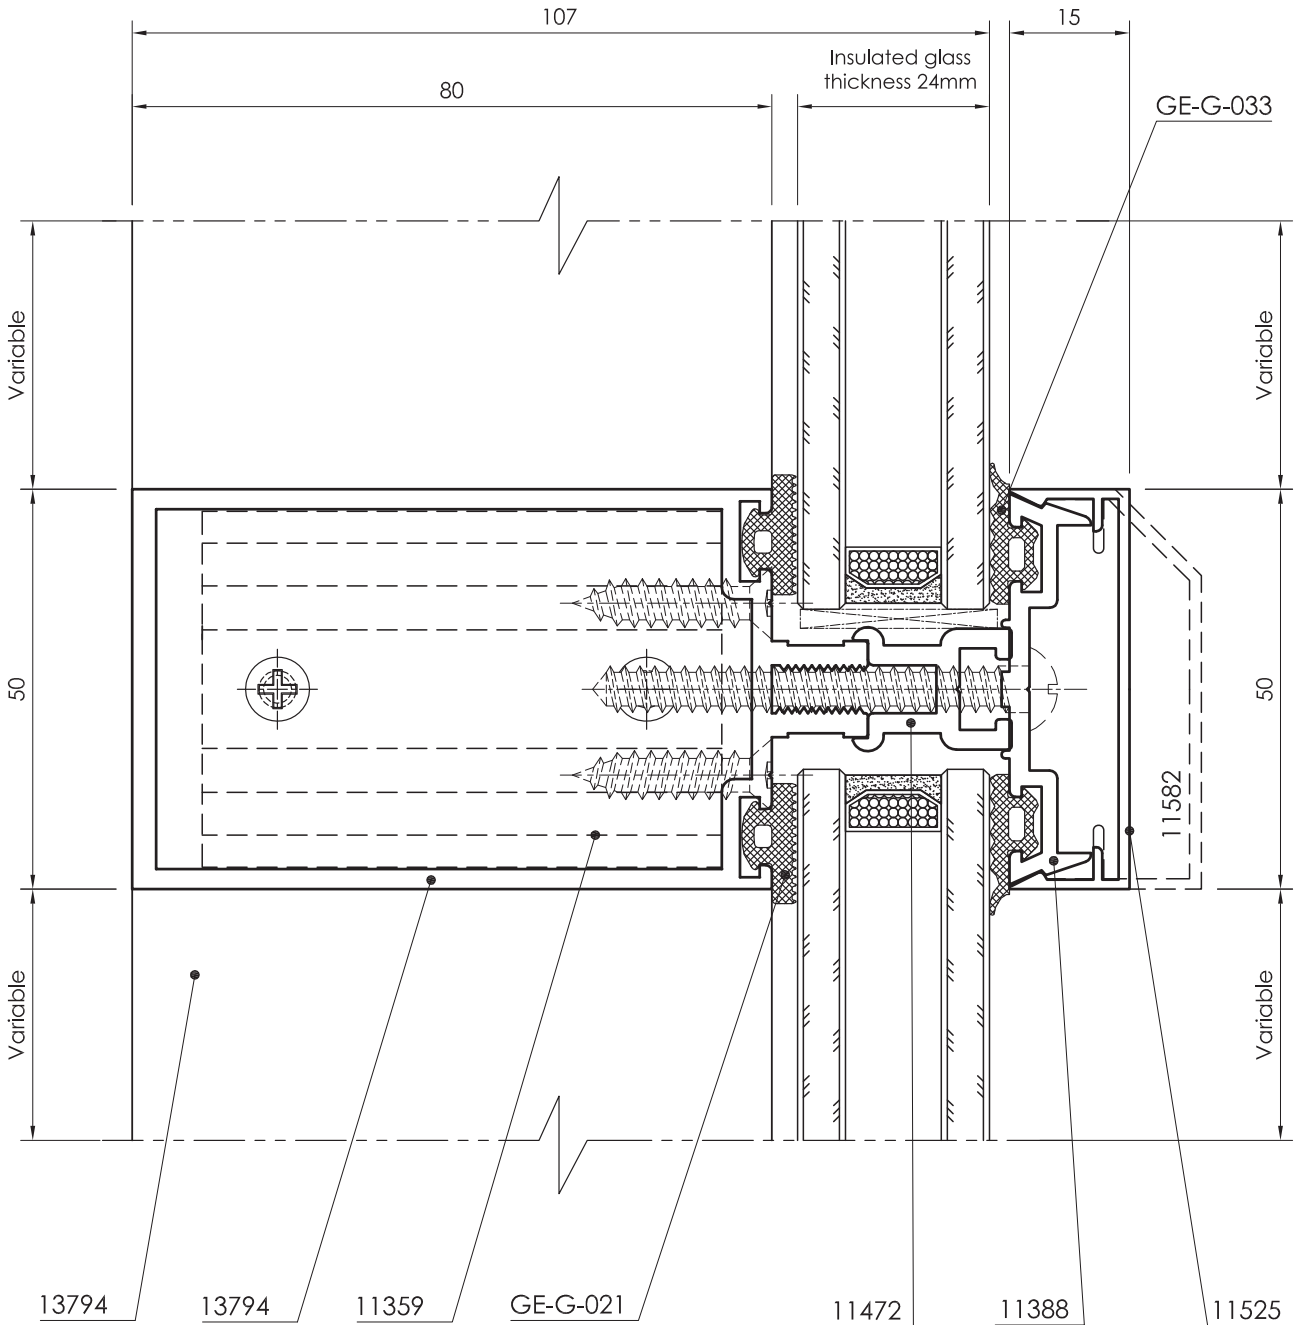 107
15
Insulated glass
thickness 24mm
80
GE-G-033
Variable
Variable
50
50
11582
Variable
Variable
13794
13794
11359
GE-G-021
11472
11388
11525